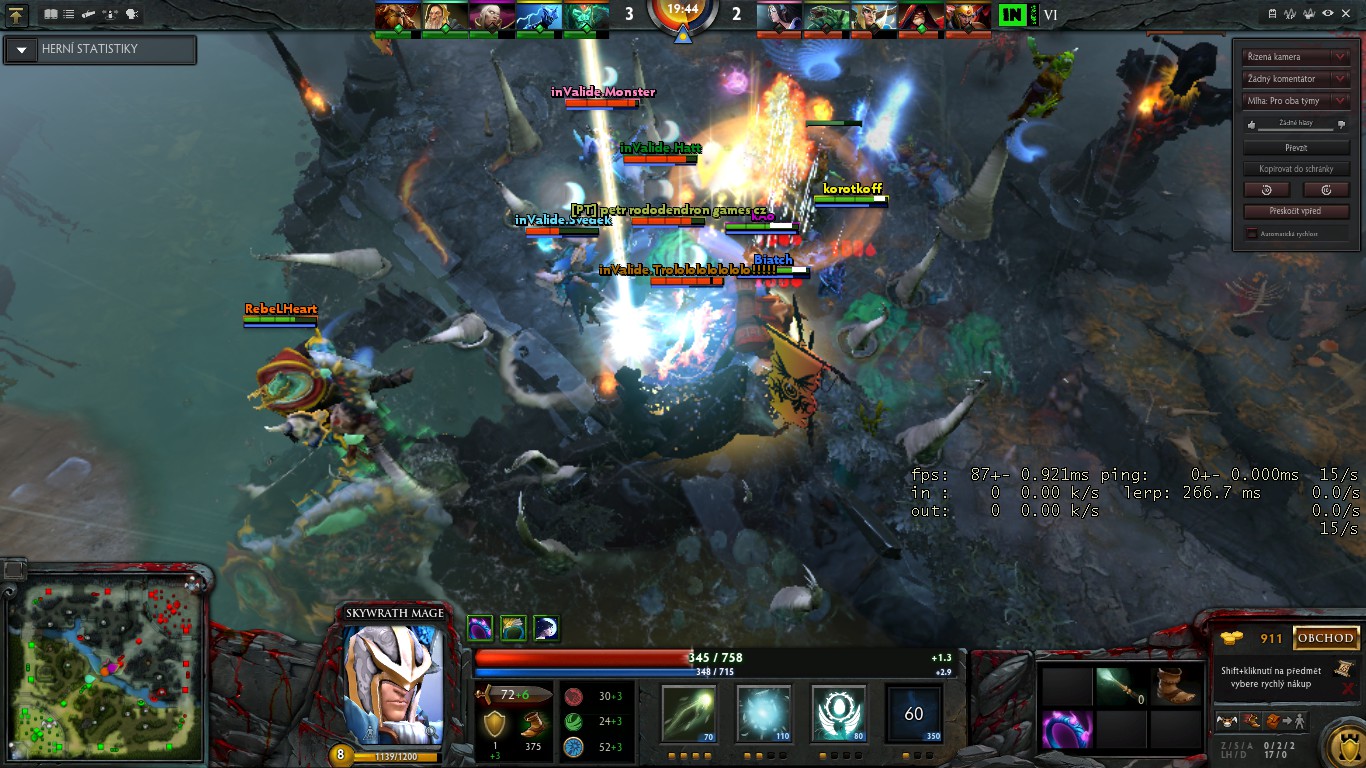 3
19:44
2
IN
VI
HERNÍ STATISTIKY
Řízená kamera
Žádný komentátor
Mlha: Pro oba týmy
Žádné hlasy
Převzít
Kopírovat do schránky
Přeskočit vpřed
Automatická rychlost
inValide.Monster
inValide.Hatt
korotkoff
[PT] petr rododendron games cz
inValide.Svedek
Biatch
inValide.Trolololololololo!!!!!
RebeLHeart
fps: 87+- 0.921ms ping: 0+- 0.000ms 15/s
in : 0 0.00 k/s lerp: 266.7 ms 0.0/s
out: 0 0.00 k/s 0.0/s
15/s
SKYWRATH MAGE
345 / 758
+1.3
348 / 715
+2.9
72+6
30+3
24+3
52+3
1
+3
375
70
110
80
60
350
8
1139/1200
0
911
OBCHOD
Shift+kliknutí na předmět
vybere rychlý nákup
Z / S / A 0/2/2
LH / D 17/0